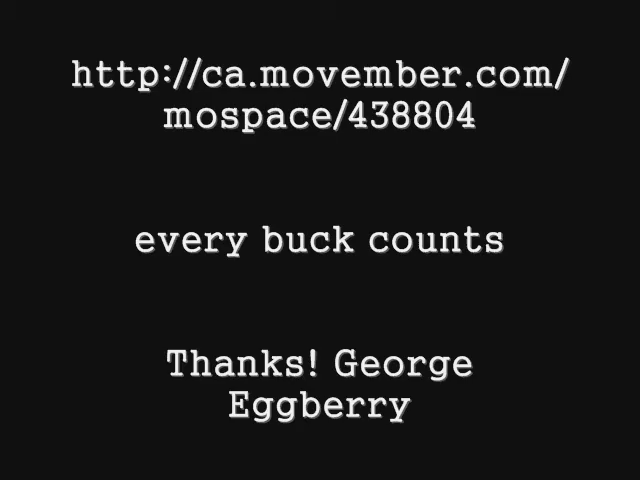 http://ca.movember.com/
mospace/438804
every buck counts
Thanks! George
Eggberry